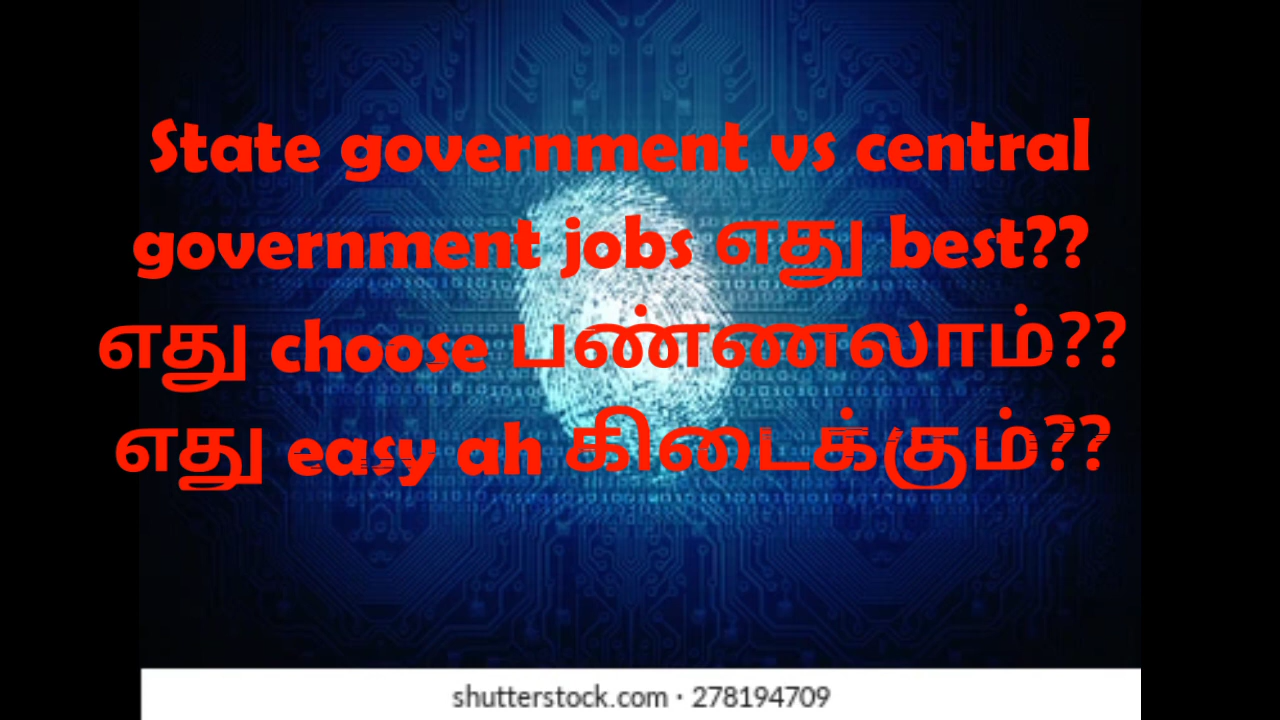 State government vs central
government jobs எது best??
எது choose பண்ணலாம்??
எது easy ah கிடைக்கும்??
shutterstock.com · 278194709